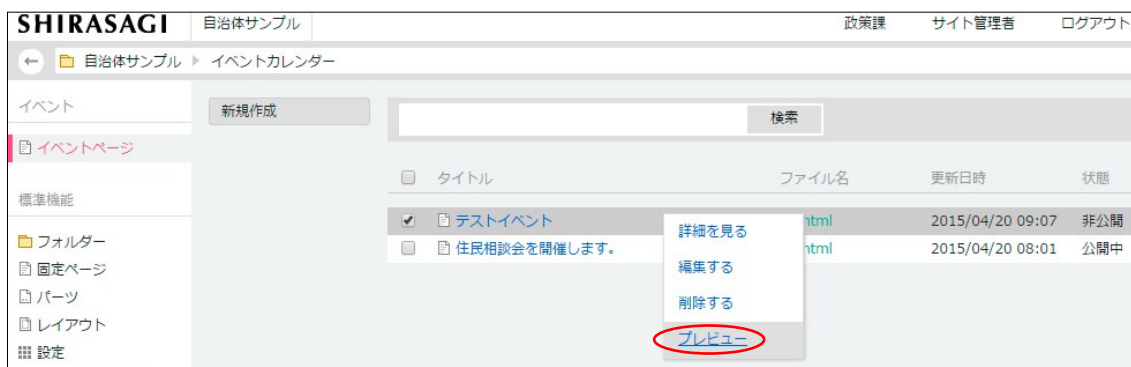 SHIRASAGI 自治体サンプル 政策課 サイト管理者 ログアウト
← 自治体サンプル イベントカレンダー
イベント
イベントページ
標準機能
フォルダー
固定ページ
パーツ
レイアウト
設定
新規作成
検索
タイトル ファイル名 更新日時 状態
テストイベント html 2015/04/20 09:07 非公開
住民相談会を開催します。 html 2015/04/20 08:01 公開中
詳細を見る
編集する
削除する
プレビュー